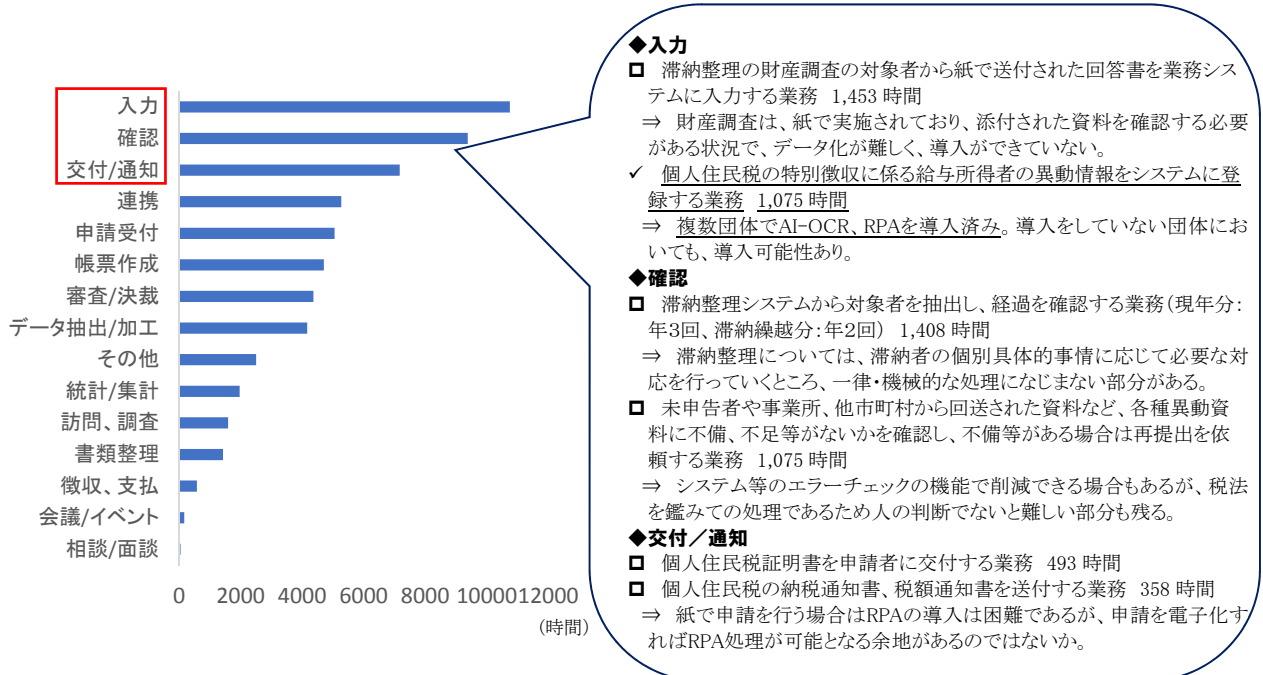 入力
確認
交付/通知
連携
申請受付
帳票作成
審査/決裁
データ抽出/加工
その他
統計/集計
訪問、調査
書類整理
徴収、支払
会議/イベント
相談/面談
0 2000 4000 6000 8000 10000 12000
(時間)
◆入力
□ 滞納整理の財産調査の対象者から紙で送付された回答書を業務シス
テムに入力する業務 1,453 時間
⇒ 財産調査は、紙で実施されており、添付された資料を確認する必要
がある状況で、データ化が難しく、導入ができていない。
✓ 個人住民税の特別徴収に係る給与所得者の異動情報をシステムに登
録する業務 1,075 時間
⇒ 複数団体でAI-OCR、RPAを導入済み。導入をしていない団体にお
いても、導入可能性あり。
◆確認
□ 滞納整理システムから対象者を抽出し、経過を確認する業務(現年分:
年3回、滞納繰越分:年2回) 1,408 時間
⇒ 滞納整理については、滞納者の個別具体的事情に応じて必要な対
応を行っていくところ、一律・機械的な処理になじまない部分がある。
□ 未申告者や事業所、他市町村から回送された資料など、各種異動資
料に不備、不足等がないかを確認し、不備等がある場合は再提出を依
頼する業務 1,075 時間
⇒ システム等のエラーチェックの機能で削減できる場合もあるが、税法
を鑑みての処理であるため人の判断でないと難しい部分も残る。
◆交付/通知
□ 個人住民税証明書を申請者に交付する業務 493 時間
□ 個人住民税の納税通知書、税額通知書を送付する業務 358 時間
⇒ 紙で申請を行う場合はRPAの導入は困難であるが、申請を電子化す
ればRPA処理が可能となる余地があるのではないか。